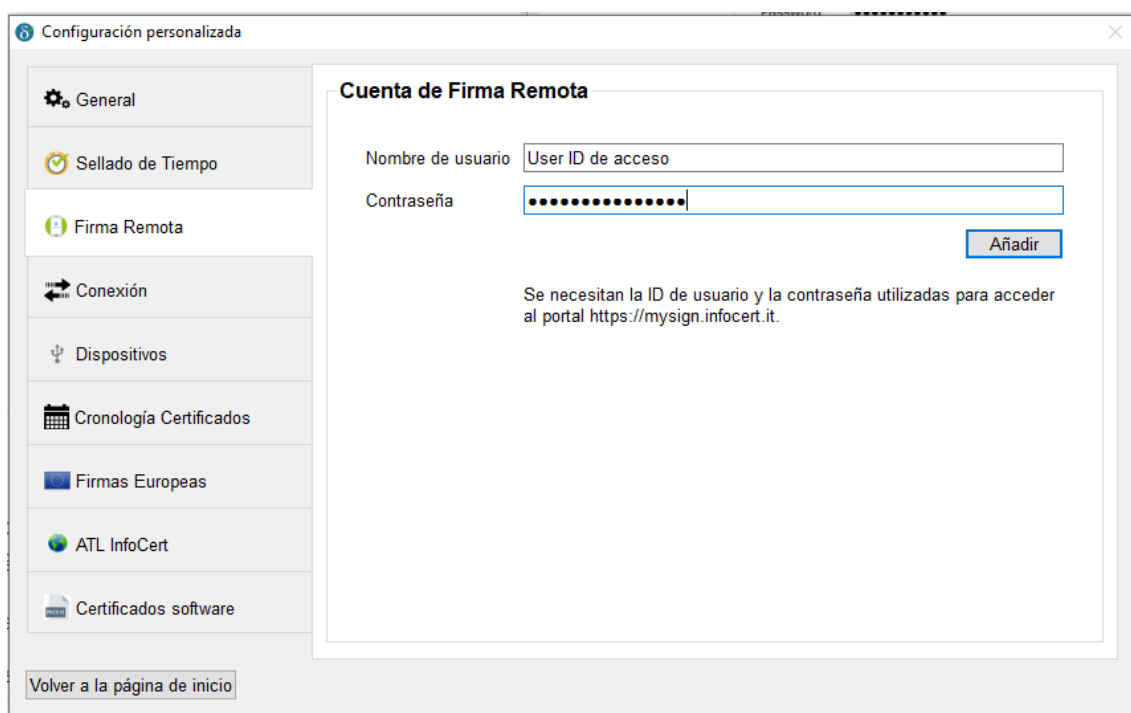 Password
Configuración personalizada
General
Sellado de Tiempo
Firma Remota
Conexión
Dispositivos
Cronología Certificados
Firmas Europeas
ATL InfoCert
Certificados software
Volver a la página de inicio
Cuenta de Firma Remota
Nombre de usuario User ID de acceso
Contraseña ●●●●●●●●●●●●●●●
Añadir
Se necesitan la ID de usuario y la contraseña utilizadas para acceder
al portal https://mysign.infocert.it.